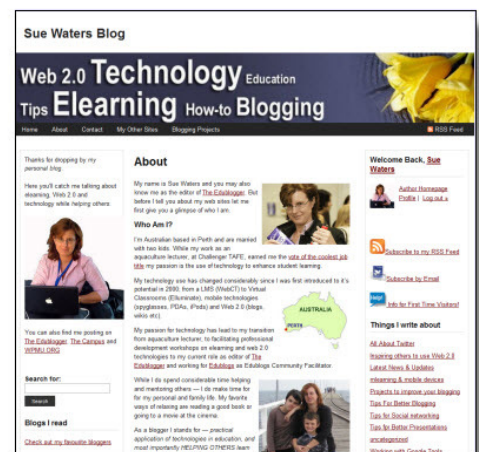 Sue Waters Blog
Web 2.0 Technology Education
Tips Elearning How-to Blogging
Home About Contact My Other Sites Blogging Projects RSS Feed
Thanks for dropping by my
personal blog.
Here you'll catch me talking about
elearning, Web 2.0 and
technology while helping others.
You can also find me posting on
The Edublogger, The Campus and
WPMU.ORG
Search for:
Search
Blogs I read
Check out my favourite bloggers
About
My name is Sue Waters and you may also
know me as the editor of The Edublogger. But
before I tell you about my web sites let me
first give you a glimpse of who I am.
Who Am I?
I'm Australian based in Perth and are married
with two kids. While my work as an
aquaculture lecturer, at Challenger TAFE, earned me the vote of the coolest job
title my passion is the use of technology to enhance student learning.
My technology use has changed considerably since I was first introduced to it's
potential in 2000; from a LMS (WebCT) to Virtual
Classrooms (Elluminate), mobile technologies
(spyglasses, PDAs, iPods) and Web 2.0 (blogs,
wikis etc).
AUSTRALIA
PERTH
My passion for technology has lead to my transition
from aquaculture lecturer, to facilitating professional
development workshops on elearning and web 2.0
technologies to my current role as editor of The
Edublogger and working for Edublogs as Edublogs Community Facilitator.
While I do spend considerable time helping
and mentoring others — I do make time for
for my personal and family life. My favorite
ways of relaxing are reading a good book or
going to a movie at the cinema.
As a blogger I stands for — practical
application of technologies in education, and
most importantly HELPING OTHERS learn
Welcome Back, Sue
Waters
Author Homepage
Profile | Log out »
Subscribe to my RSS Feed
Subscribe by Email
Help!
Info for First Time Visitors!
Things I write about
All About Twitter
Inspiring others to use Web 2.0
Latest News & Updates
mlearning & mobile devices
Projects to improve your blogging
Tips For Better Blogging
Tips for Social networking
Tips for Better Presentations
uncategorized
Working with Google Tools